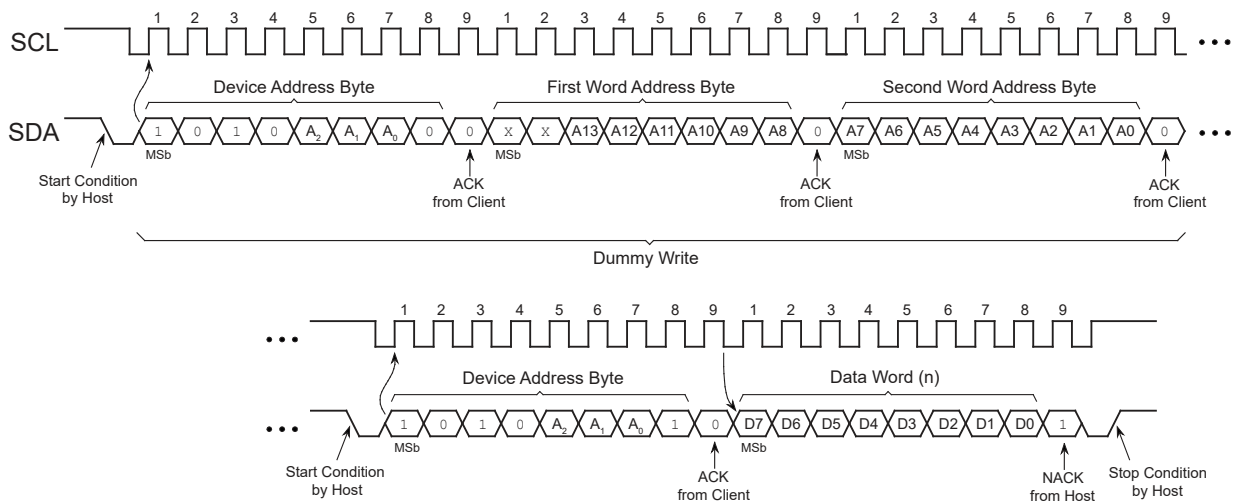 1 2 3 4 5 6 7 8 9 1 2 3 4 5 6 7 8 9 1 2 3 4 5 6 7 8 9
SCL
Device Address Byte First Word Address Byte Second Word Address Byte
SDA 1 0 1 0 A2 A1 A0 0 0 X X A13 A12 A11 A10 A9 A8 0 A7 A6 A5 A4 A3 A2 A1 A0 0
MSb MSb MSb
Start Condition
by Host
ACK
from Client
ACK
from Client
ACK
from Client
Dummy Write
1 2 3 4 5 6 7 8 9 1 2 3 4 5 6 7 8 9
Device Address Byte Data Word (n)
1 0 1 0 A2 A1 A0 1 0 D7 D6 D5 D4 D3 D2 D1 D0 1
MSb MSb
Start Condition
by Host
ACK
from Client
NACK
from Host
Stop Condition
by Host